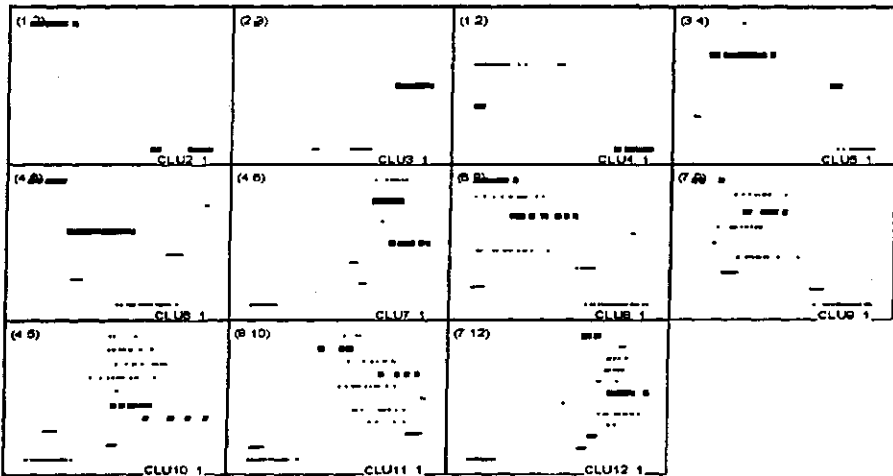 (1 2) (2 3) (1 2) (3 4)
CLU2 1 CLU3 1 CLU4 1 CLU5 1
(4 6)
CLU6 1 CLU7 1 CLU8 1 CLU9 1
(4 5) (8 10) (7 12)
CLU10 1 CLU11 1 CLU12 1